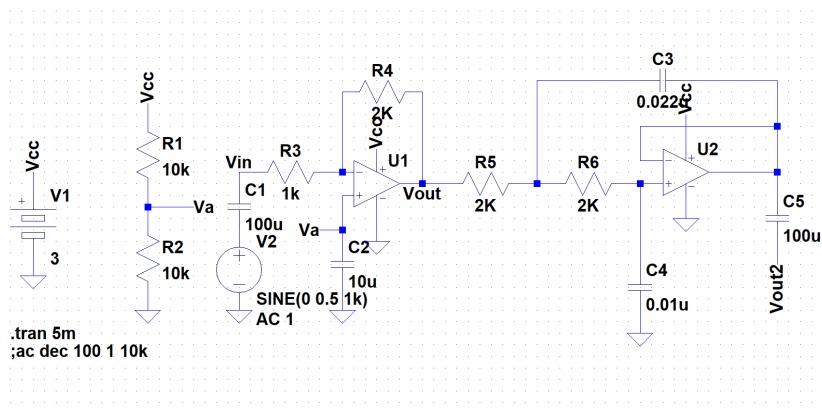 Vcc
V1
3
.tran 5m
;ac dec 100 1 10k
Vcc
R1
10k
Va
R2
10k
Vin
C1
100u
V2
SINE(0 0.5 1k)
AC 1
R3
1k
R4
2K
Vcc
U1
Vout
Va
C2
10u
R5
2K
R6
2K
C3
0.022u
Vcc
U2
C4
0.01u
C5
100u
Vout2